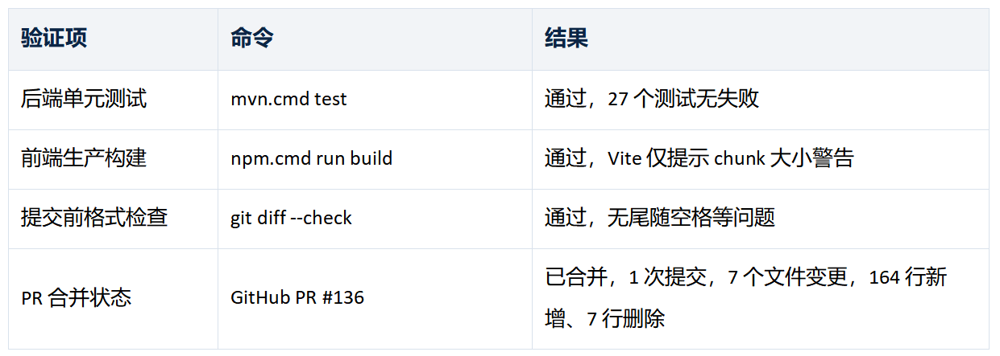 验证项 命令 结果
后端单元测试 mvn.cmd test 通过，27 个测试无失败
前端生产构建 npm.cmd run build 通过，Vite 仅提示 chunk 大小警告
提交前格式检查 git diff --check 通过，无尾随空格等问题
PR 合并状态 GitHub PR #136 已合并，1 次提交，7 个文件变更，164 行新
增、7 行删除